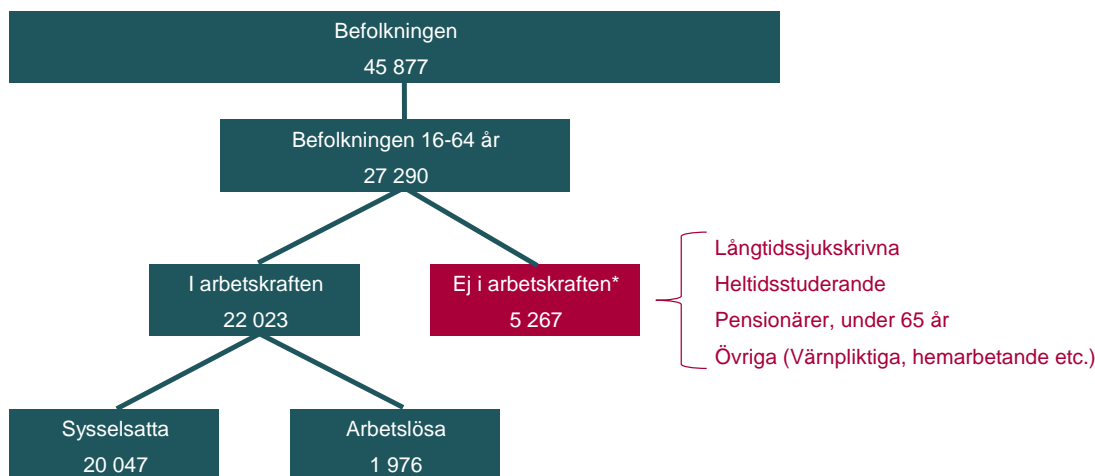 Befolkningen
45 877
Befolkningen 16-64 år
27 290
I arbetskraften
22 023
Ej i arbetskraften*
5 267
Långtidssjukskrivna
Heltidsstuderande
Pensionärer, under 65 år
Övriga (Värnpliktiga, hemarbetande etc.)
Sysselsatta
20 047
Arbetslösa
1 976